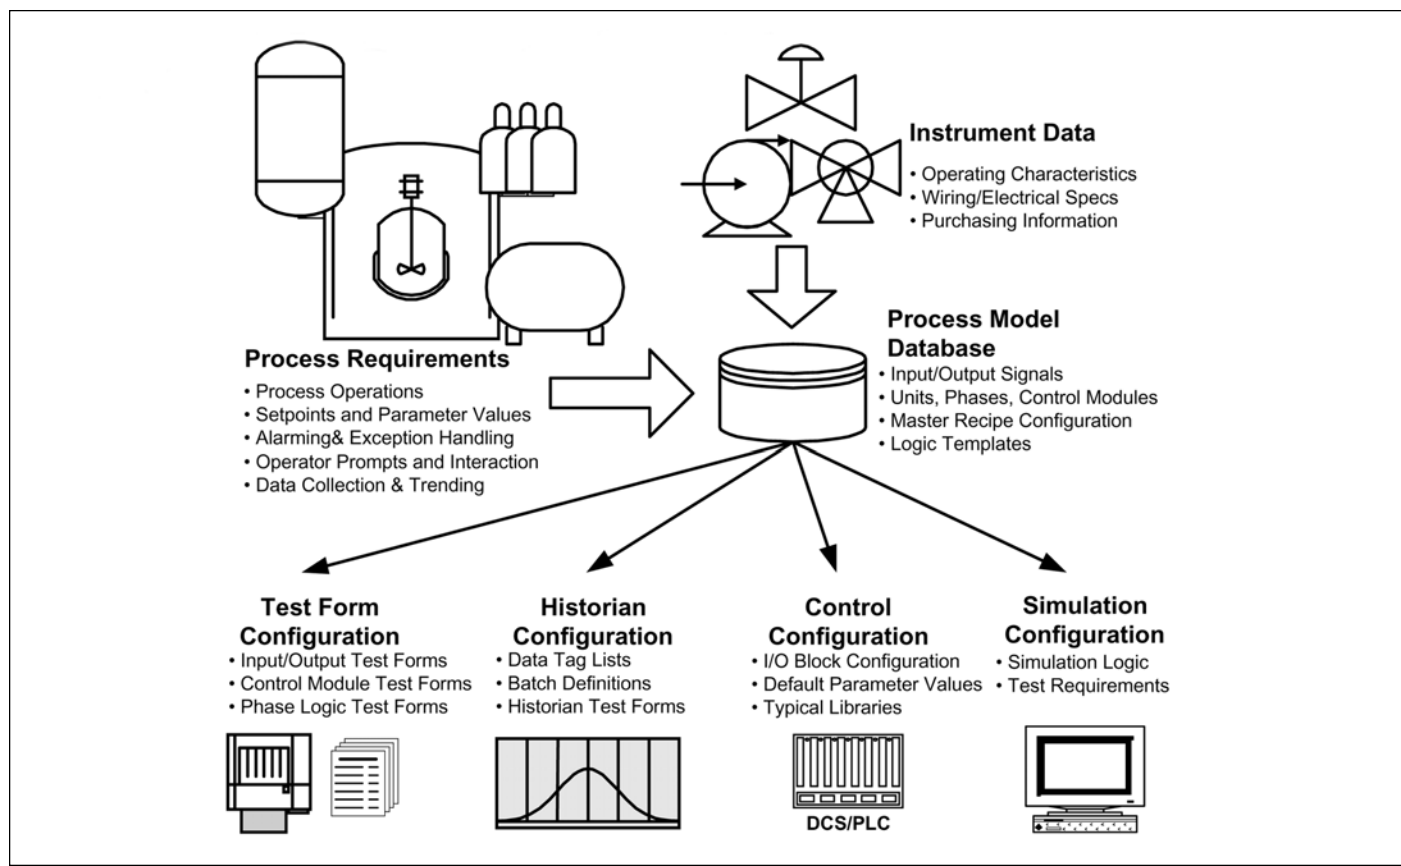 Instrument Data
• Operating Characteristics
• Wiring/Electrical Specs
• Purchasing Information
Process Requirements
• Process Operations
• Setpoints and Parameter Values
• Alarming& Exception Handling
• Operator Prompts and Interaction
• Data Collection & Trending
Process Model
Database
• Input/Output Signals
• Units, Phases, Control Modules
• Master Recipe Configuration
• Logic Templates
Test Form
Configuration
• Input/Output Test Forms
• Control Module Test Forms
• Phase Logic Test Forms
Historian
Configuration
• Data Tag Lists
• Batch Definitions
• Historian Test Forms
Control
Configuration
• I/O Block Configuration
• Default Parameter Values
• Typical Libraries
DCS/PLC
Simulation
Configuration
• Simulation Logic
• Test Requirements